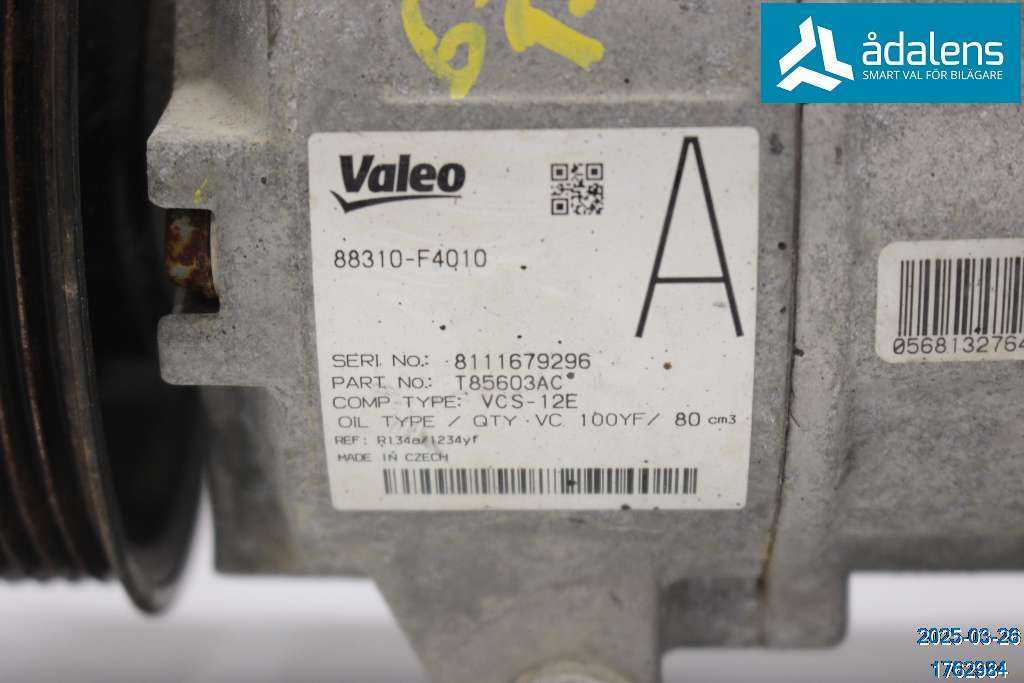 ådalens
SMART VAL FÖR BILÄGARE
Valeo
A
88310-F4010
SERI. No.: 8111679296
PART No.: T85603AC
COMP TYPE: VCS-12E
OIL TYPE / QTY : VC 100YF/ 80 cm3
REF: R134a/1234yf
MADE IN CZECH
0568132764
2025-03-26
1762984